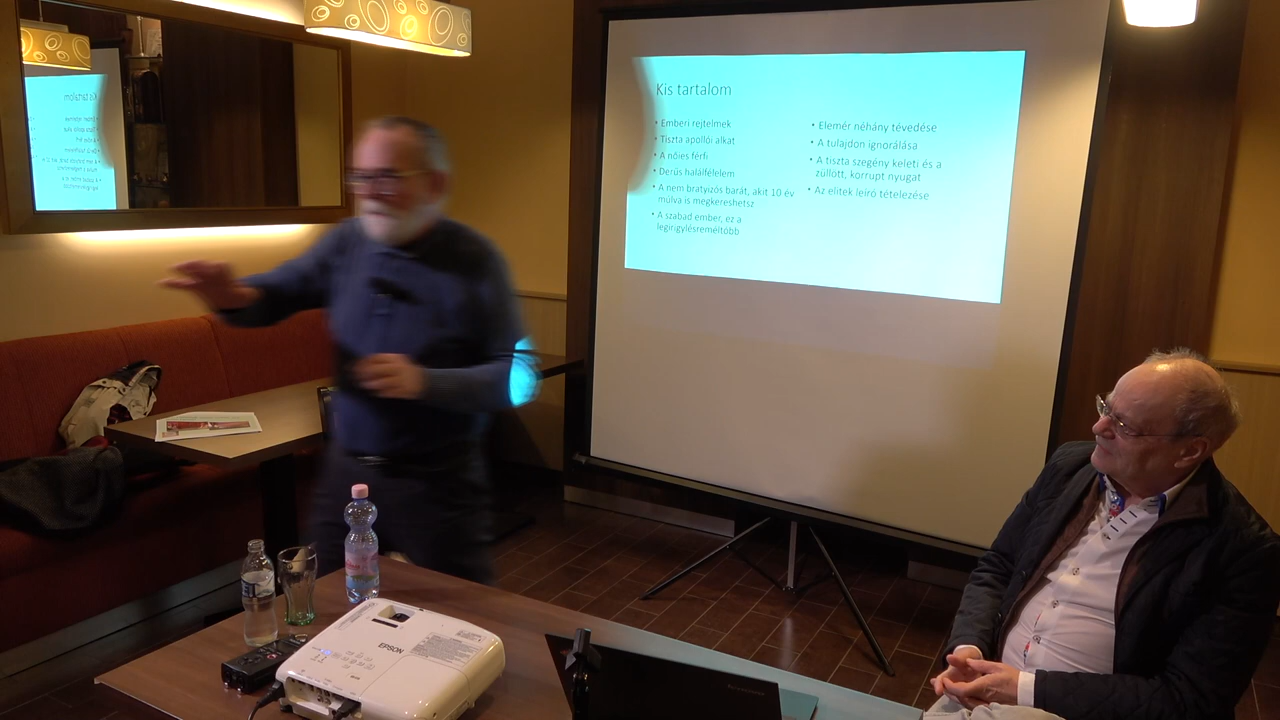 Kis tartalom
• Emberi rejtelmek
• Tiszta apollói alkat
• A nőies férfi
• Derűs halálfélelem
• A nem bratyizós barát, akit 10 év
múlva is megkereshetsz
• A szabad ember, ez a
legirigylésreméltóbb
• Elemér néhány tévedése
• A tulajdon ignorálása
• A tiszta szegény keleti és a
züllött, korrupt nyugat
• Az elitek leíró tételezése
EPSON